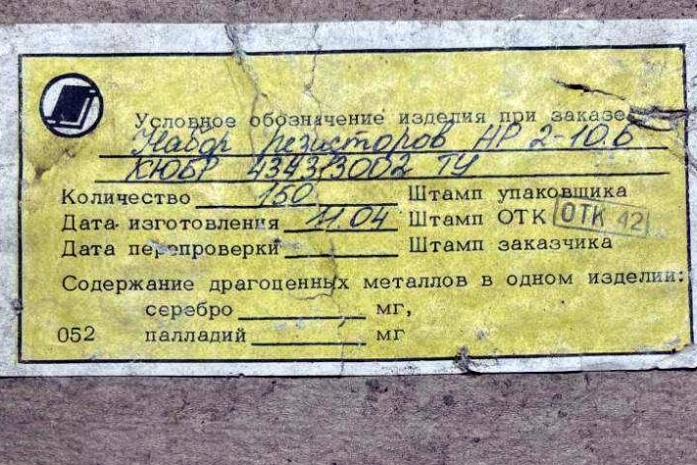 Условное обозначение изделия при заказе
Набор резисторов НР 2-10.Б
КЮБР 434313002 ТУ
Количество 150 Штамп упаковщика
Дата изготовления 11.04 Штамп ОТК ОТК 42
Дата перепроверки Штамп заказчика
Содержание драгоценных металлов в одном изделии:
серебро мг,
052 палладий мг